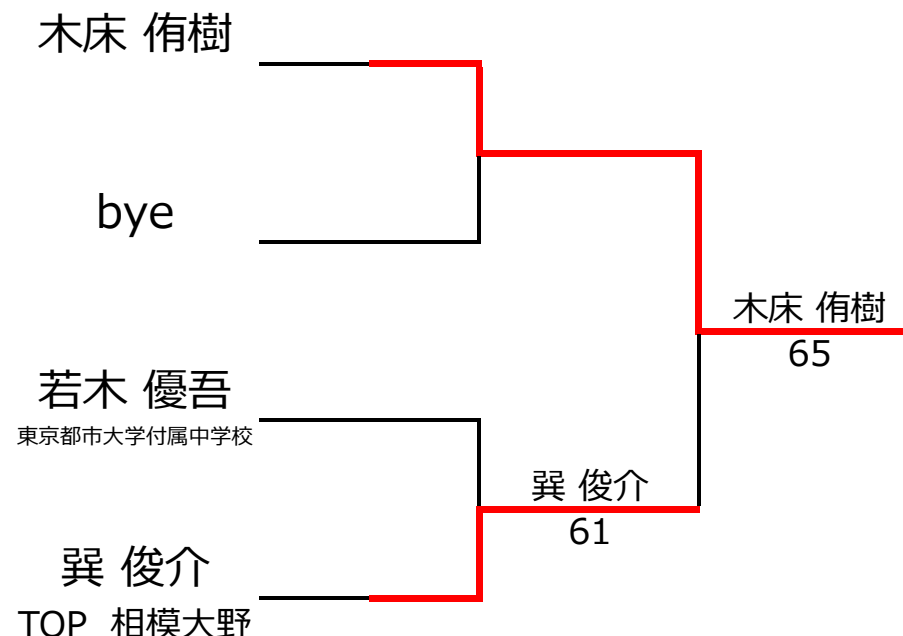 木床 侑樹
bye
若木 優吾
東京都市大学付属中学校
巽 俊介
TOP 相模大野
巽 俊介
61
木床 侑樹
65